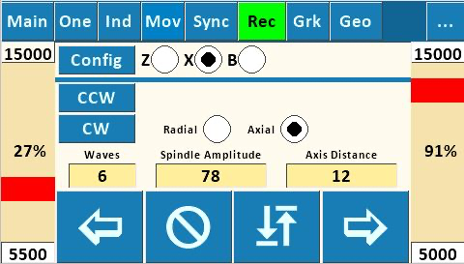 Main One Ind Mov Sync Rec Grk Geo ...
15000 Config Z X B 15000
CCW
CW Radial Axial
27% 91%
Waves Spindle Amplitude Axis Distance
6 78 12
5500 5000